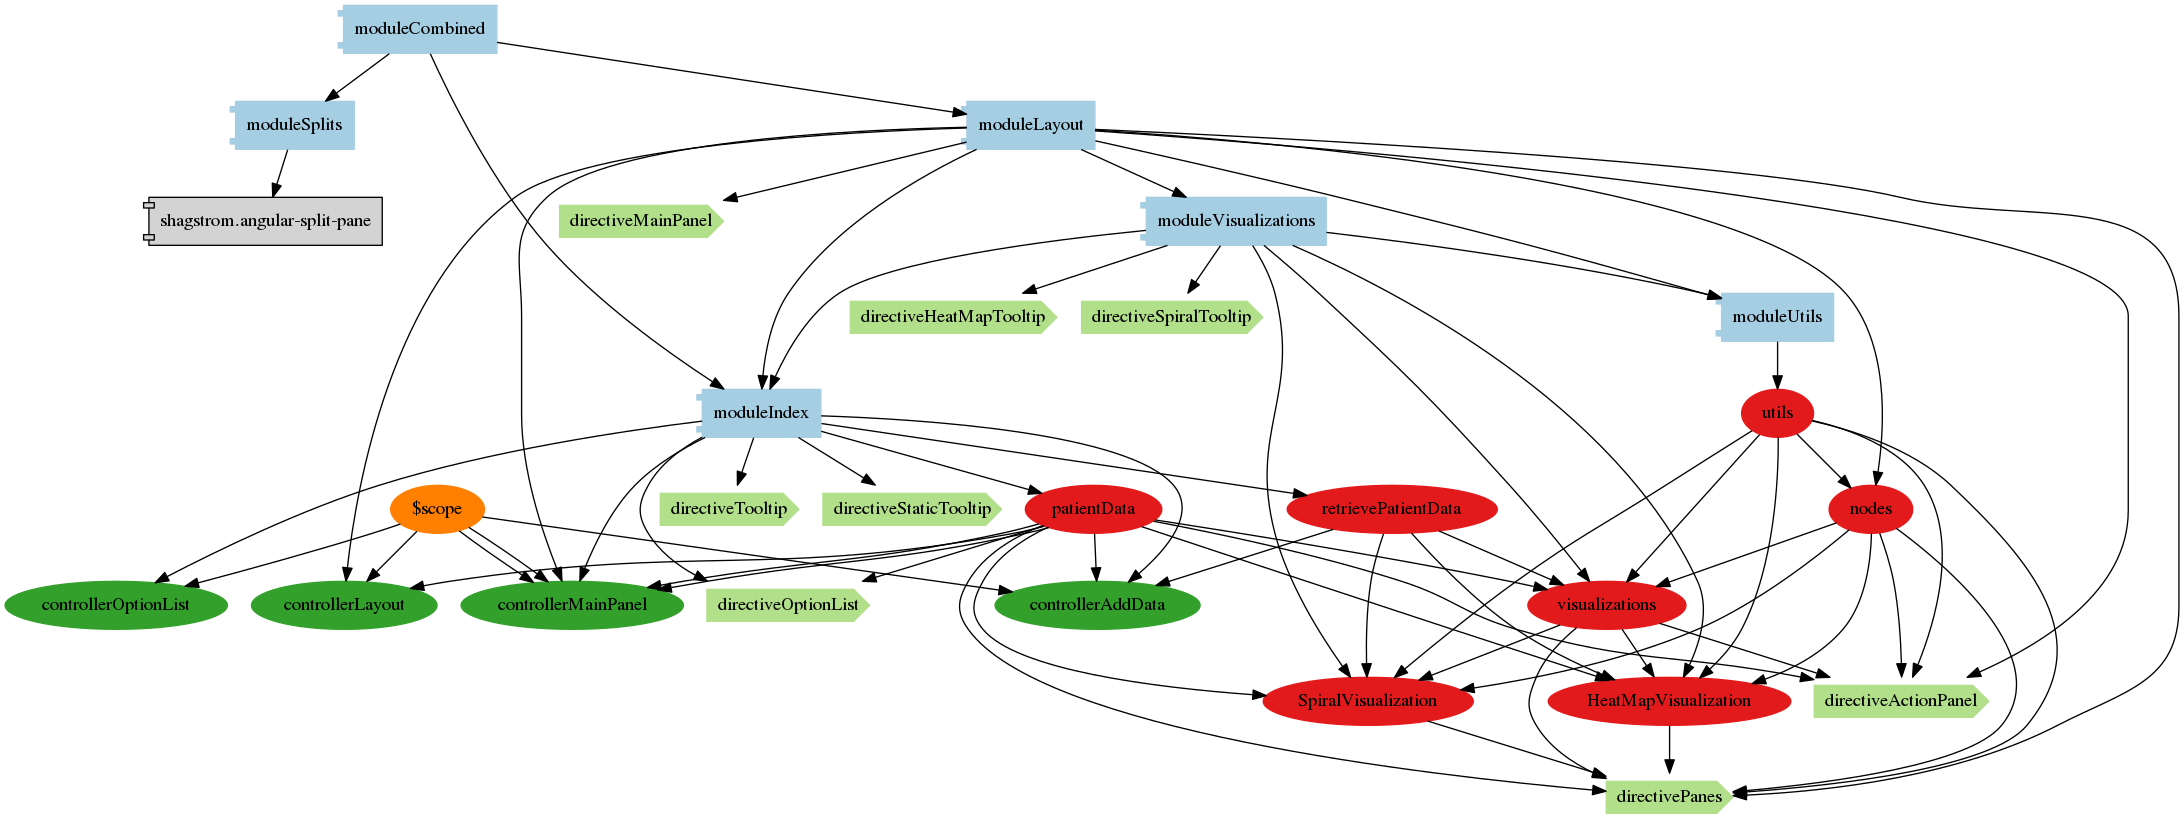 moduleCombined
moduleSplits
moduleLayout
shagstrom.angular-split-pane
directiveMainPanel
moduleVisualizations
directiveHeatMapTooltip
directiveSpiralTooltip
moduleUtils
moduleIndex
utils
$scope
directiveTooltip
directiveStaticTooltip
patientData
retrievePatientData
nodes
controllerOptionList
controllerLayout
controllerMainPanel
directiveOptionList
controllerAddData
visualizations
SpiralVisualization
HeatMapVisualization
directiveActionPanel
directivePanes